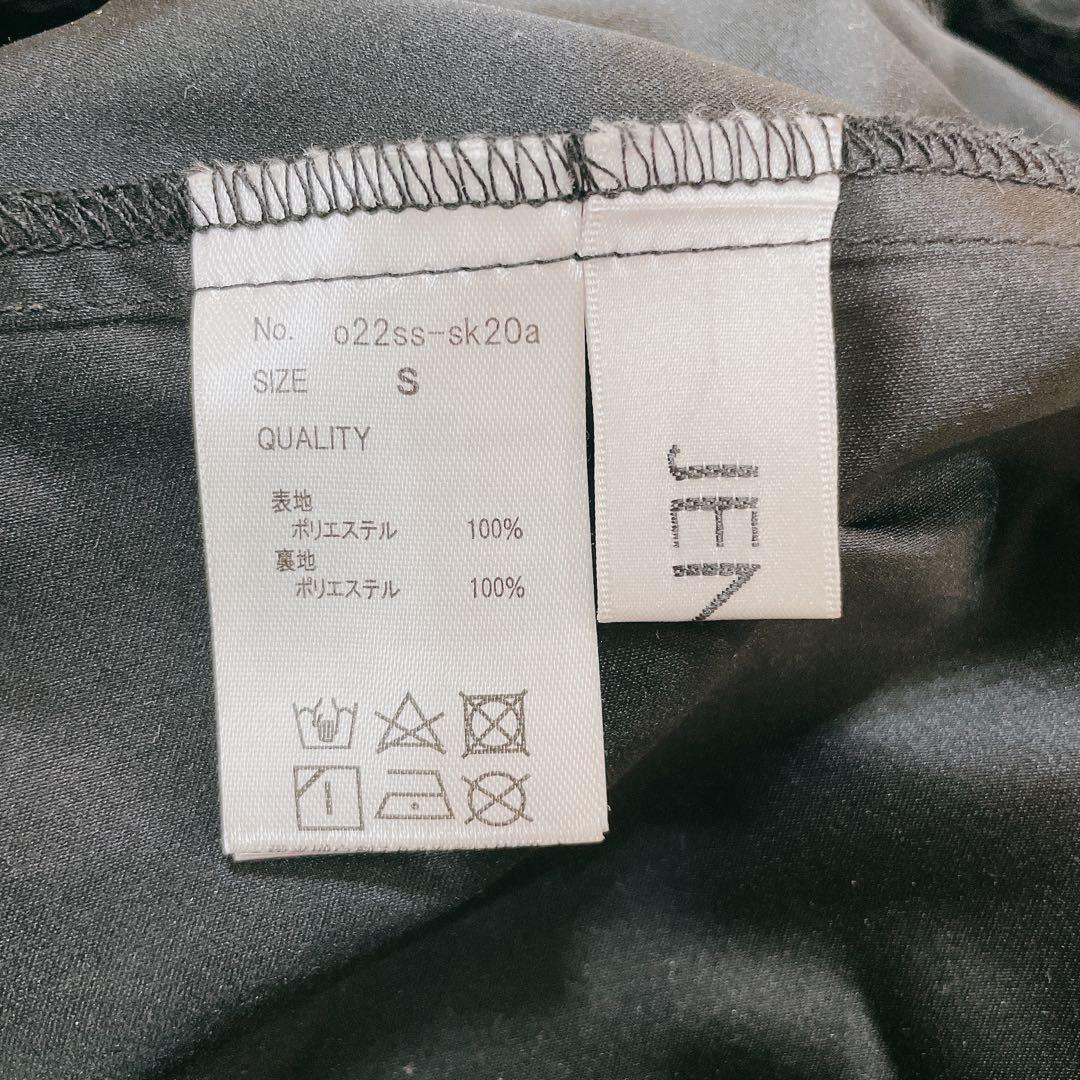 No. o22ss-sk20a
SIZE S
QUALITY
表地
ポリエステル 100%
裏地
ポリエステル 100%
JE